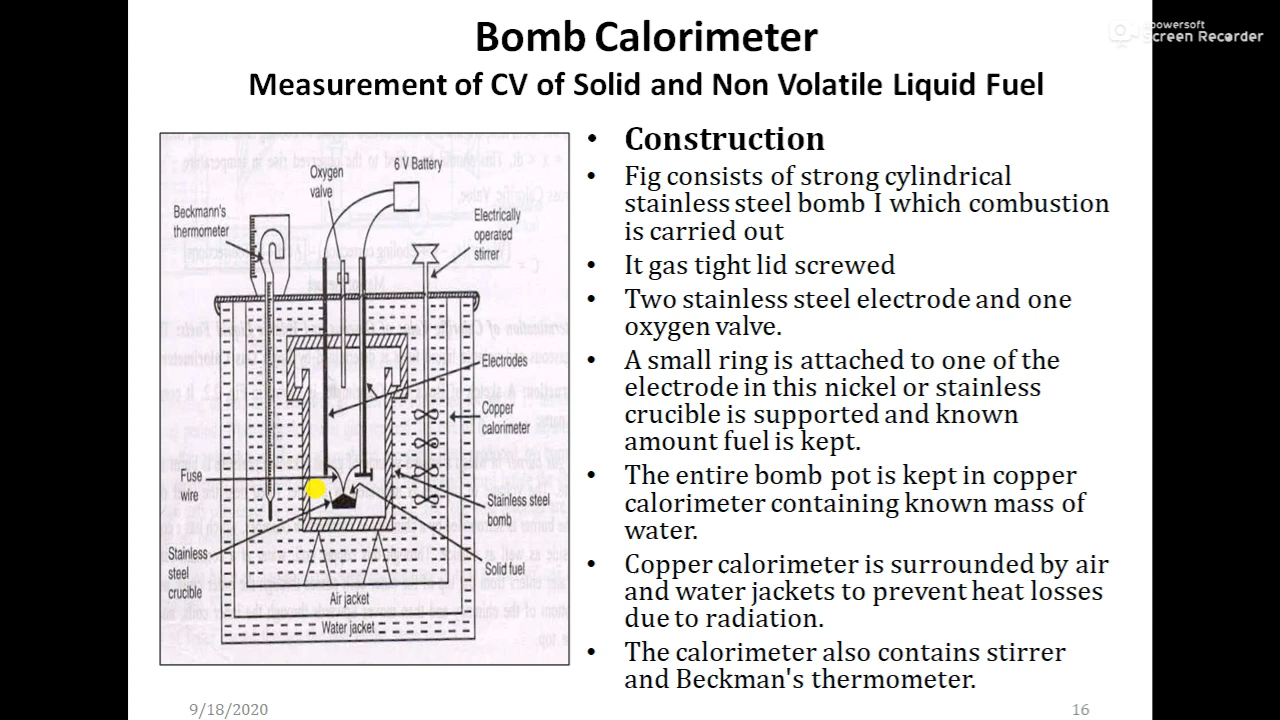 Bomb Calorimeter
Measurement of CV of Solid and Non Volatile Liquid Fuel
Screen Recorder
6 V Battery
Oxygen
valve
Beckmann's
thermometer
Electrically
operated
stirrer
Electrodes
Copper
calorimeter
Fuse
wire
Stainless steel
bomb
Stainless
steel
crucible
Solid fuel
Air jacket
Water jacket
• Construction
• Fig consists of strong cylindrical
stainless steel bomb I which combustion
is carried out
• It gas tight lid screwed
• Two stainless steel electrode and one
oxygen valve.
• A small ring is attached to one of the
electrode in this nickel or stainless
crucible is supported and known
amount fuel is kept.
• The entire bomb pot is kept in copper
calorimeter containing known mass of
water.
• Copper calorimeter is surrounded by air
and water jackets to prevent heat losses
due to radiation.
• The calorimeter also contains stirrer
and Beckman's thermometer.
9/18/2020
16